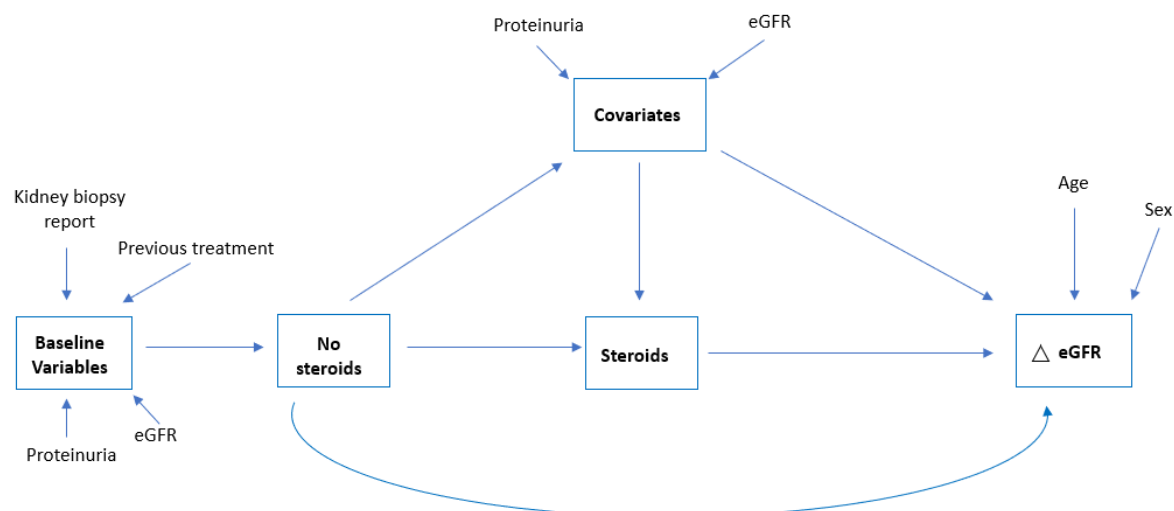 Proteinuria
eGFR
Covariates
Kidney biopsy
report
Previous treatment
Age
Sex
Baseline
Variables
No
steroids
Steroids
△ eGFR
eGFR
Proteinuria